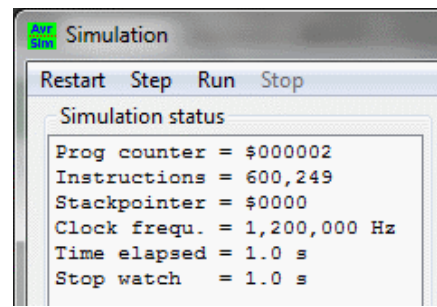 Avr Sim Simulation
Restart Step Run Stop
Simulation status
Prog counter = $000002
Instructions = 600,249
Stackpointer = $0000
Clock frequ. = 1,200,000 Hz
Time elapsed = 1.0 s
Stop watch = 1.0 s